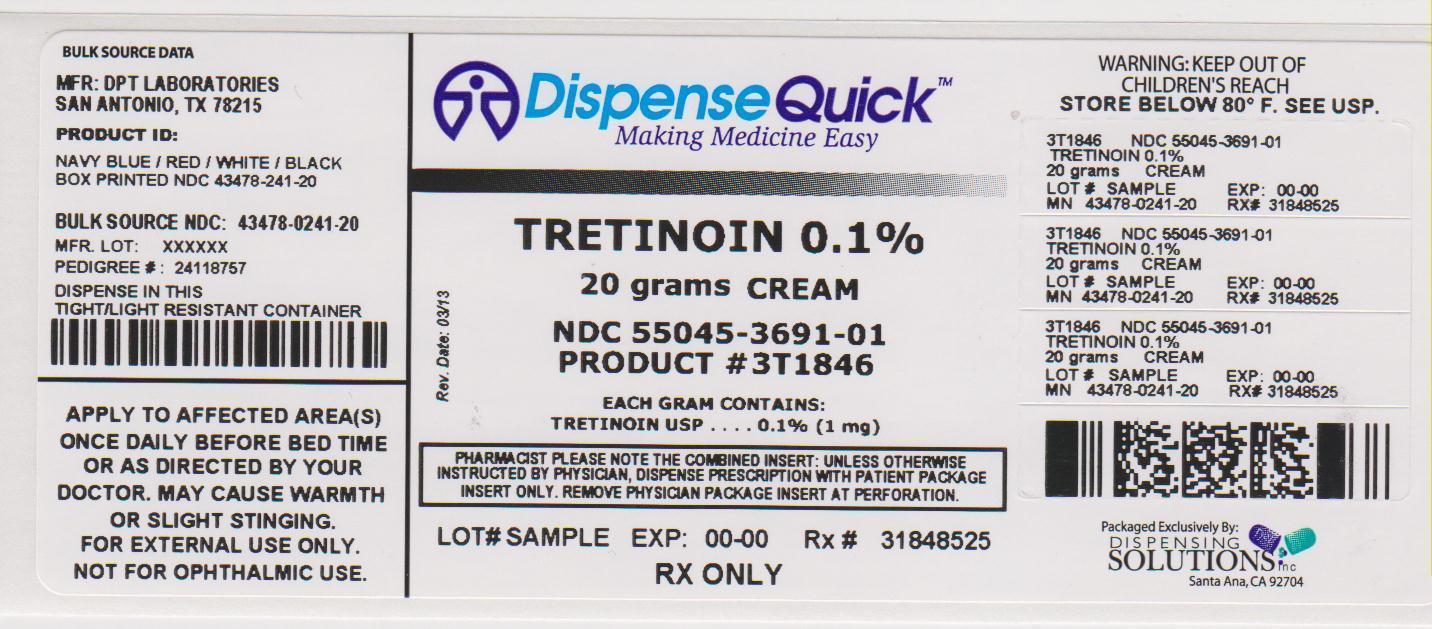 BULK SOURCE DATA
MFR: DPT LABORATORIES
SAN ANTONIO, TX 78215
PRODUCT ID:
NAVY BLUE / RED / WHITE / BLACK
BOX PRINTED NDC 43478-241-20
BULK SOURCE NDC: 43478-0241-20
MFR. LOT: XXXXXX
PEDIGREE # : 24118757
DISPENSE IN THIS
TIGHT/LIGHT RESISTANT CONTAINER
APPLY TO AFFECTED AREA(S)
ONCE DAILY BEFORE BED TIME
OR AS DIRECTED BY YOUR
DOCTOR. MAY CAUSE WARMTH
OR SLIGHT STINGING.
FOR EXTERNAL USE ONLY.
NOT FOR OPHTHALMIC USE.
DispenseQuick™
Making Medicine Easy
TRETINOIN 0.1%
20 grams CREAM
NDC 55045-3691-01
PRODUCT #3T1846
Rev. Date: 03/13
EACH GRAM CONTAINS:
TRETINOIN USP . . . . 0.1% (1 mg)
PHARMACIST PLEASE NOTE THE COMBINED INSERT: UNLESS OTHERWISE
INSTRUCTED BY PHYSICIAN, DISPENSE PRESCRIPTION WITH PATIENT PACKAGE
INSERT ONLY. REMOVE PHYSICIAN PACKAGE INSERT AT PERFORATION.
LOT# SAMPLE EXP: 00-00 Rx # 31848525
RX ONLY
WARNING: KEEP OUT OF
CHILDREN'S REACH
STORE BELOW 80° F. SEE USP.
3T1846 NDC 55045-3691-01
TRETINOIN 0.1%
20 grams CREAM
LOT # SAMPLE EXP: 00-00
MN 43478-0241-20 RX# 31848525
3T1846 NDC 55045-3691-01
TRETINOIN 0.1%
20 grams CREAM
LOT # SAMPLE EXP: 00-00
MN 43478-0241-20 RX# 31848525
3T1846 NDC 55045-3691-01
TRETINOIN 0.1%
20 grams CREAM
LOT # SAMPLE EXP: 00-00
MN 43478-0241-20 RX# 31848525
Packaged Exclusively By:
DISPENSING
SOLUTIONS inc
Santa Ana, CA 92704